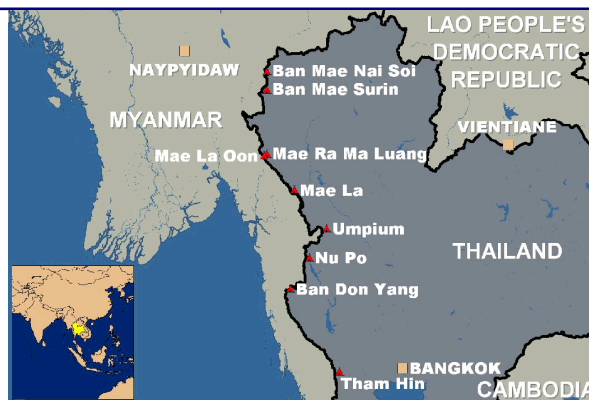 LAO PEOPLE'S
DEMOCRATIC
REPUBLIC
NAYPYIDAW
Ban Mae Nai Soi
Ban Mae Surin
MYANMAR
VIENTIANE
Mae La Oon
Mae Ra Ma Luang
Mae La
Umpium
THAILAND
Nu Po
Ban Don Yang
BANGKOK
Tham Hin
CAMBODIA